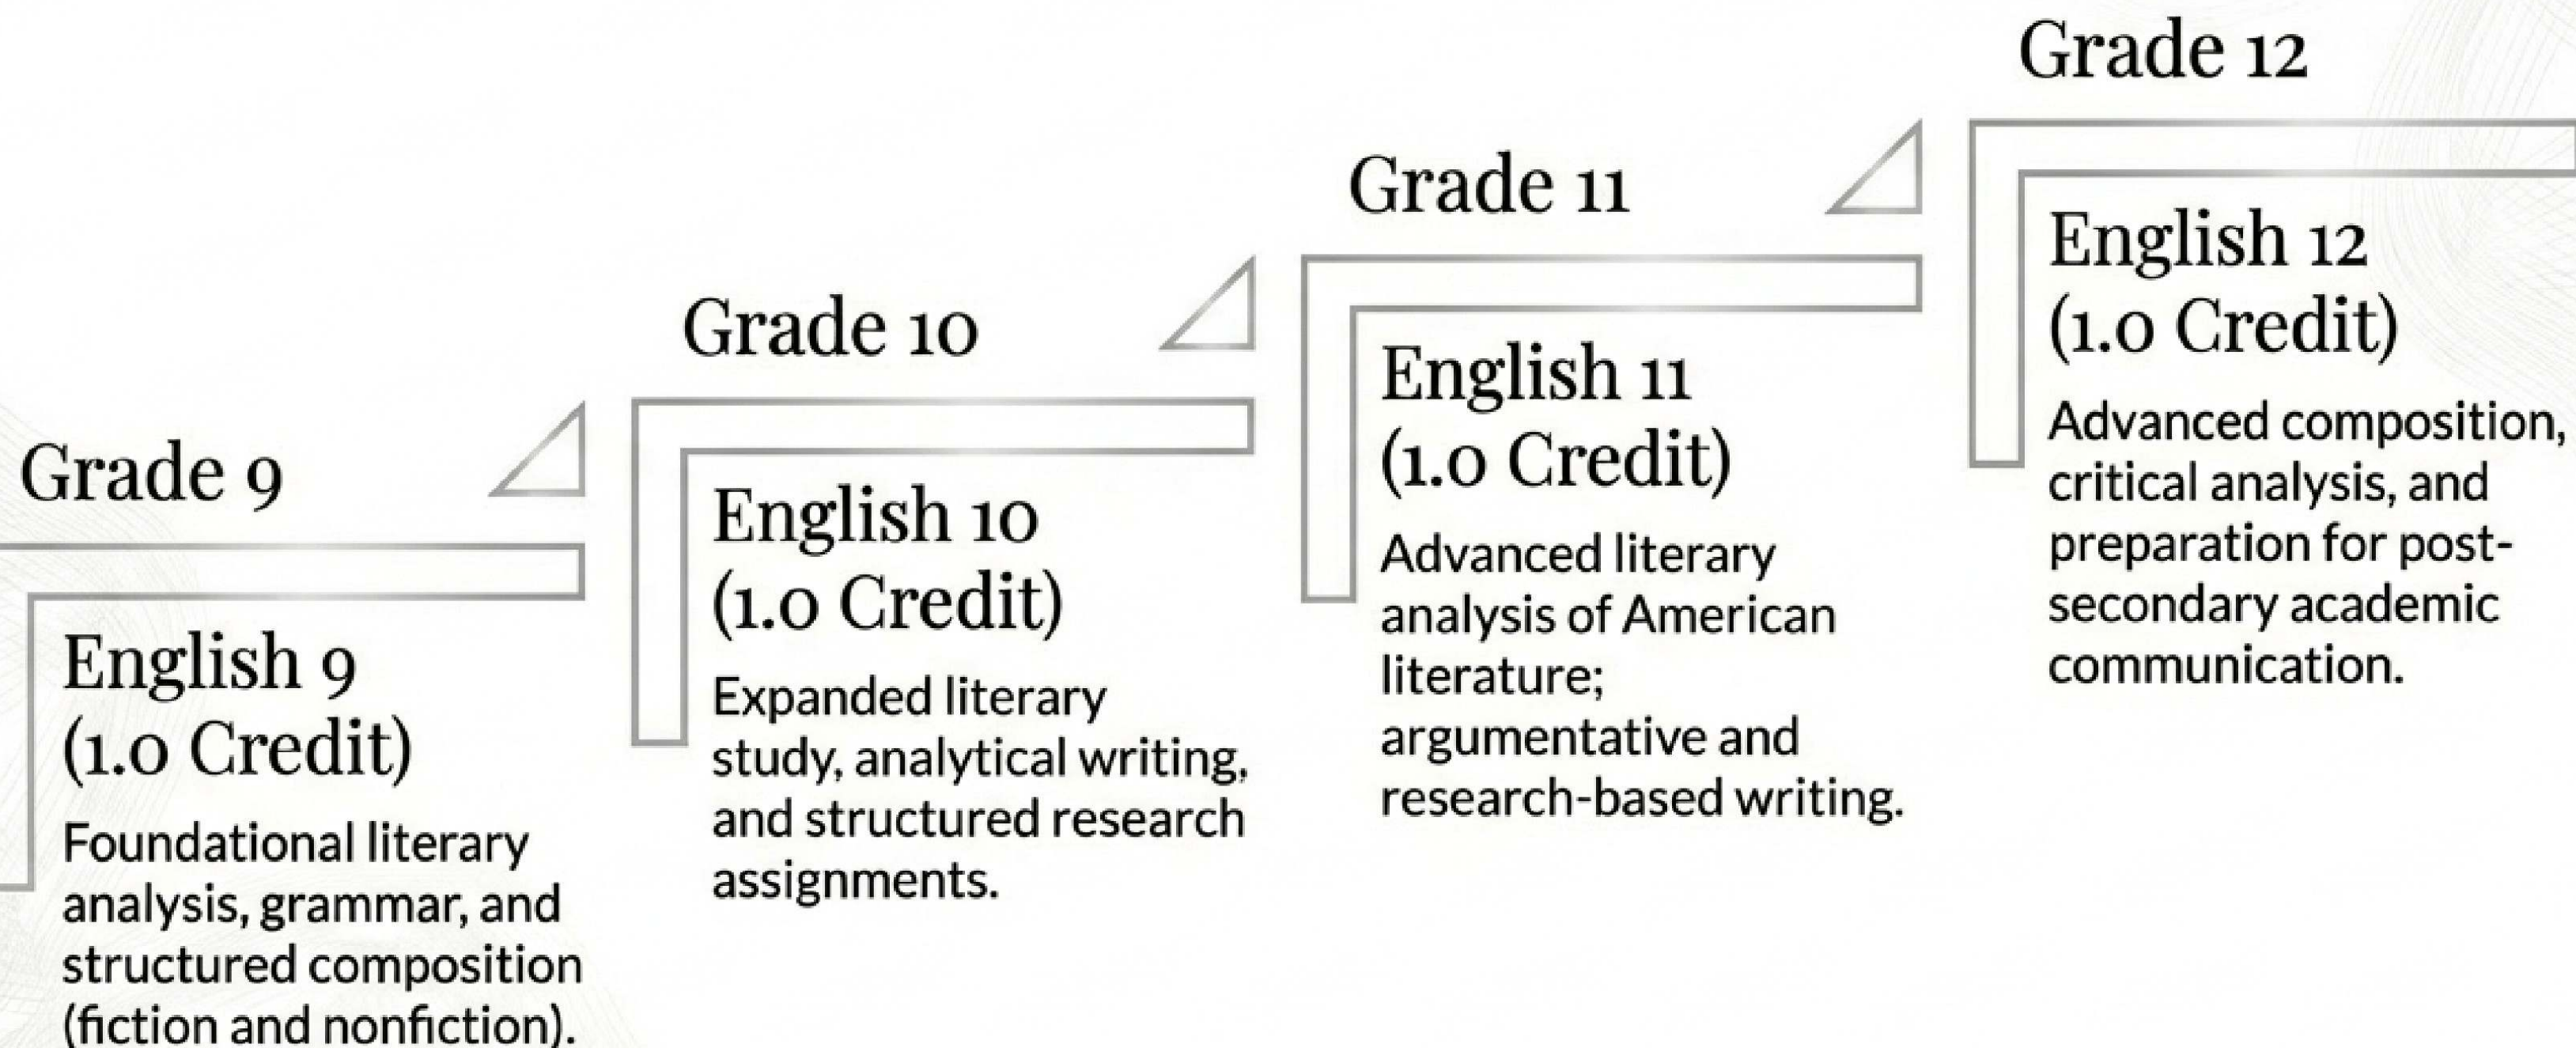 Grade 9
English 9
(1.0 Credit)
Foundational literary
analysis, grammar, and
structured composition
(fiction and nonfiction).
Grade 10
English 10
(1.0 Credit)
Expanded literary
study, analytical writing,
and structured research
assignments.
Grade 11
English 11
(1.0 Credit)
Advanced literary
analysis of American
literature;
argumentative and
research-based writing.
Grade 12
English 12
(1.0 Credit)
Advanced composition,
critical analysis, and
preparation for post-
secondary academic
communication.